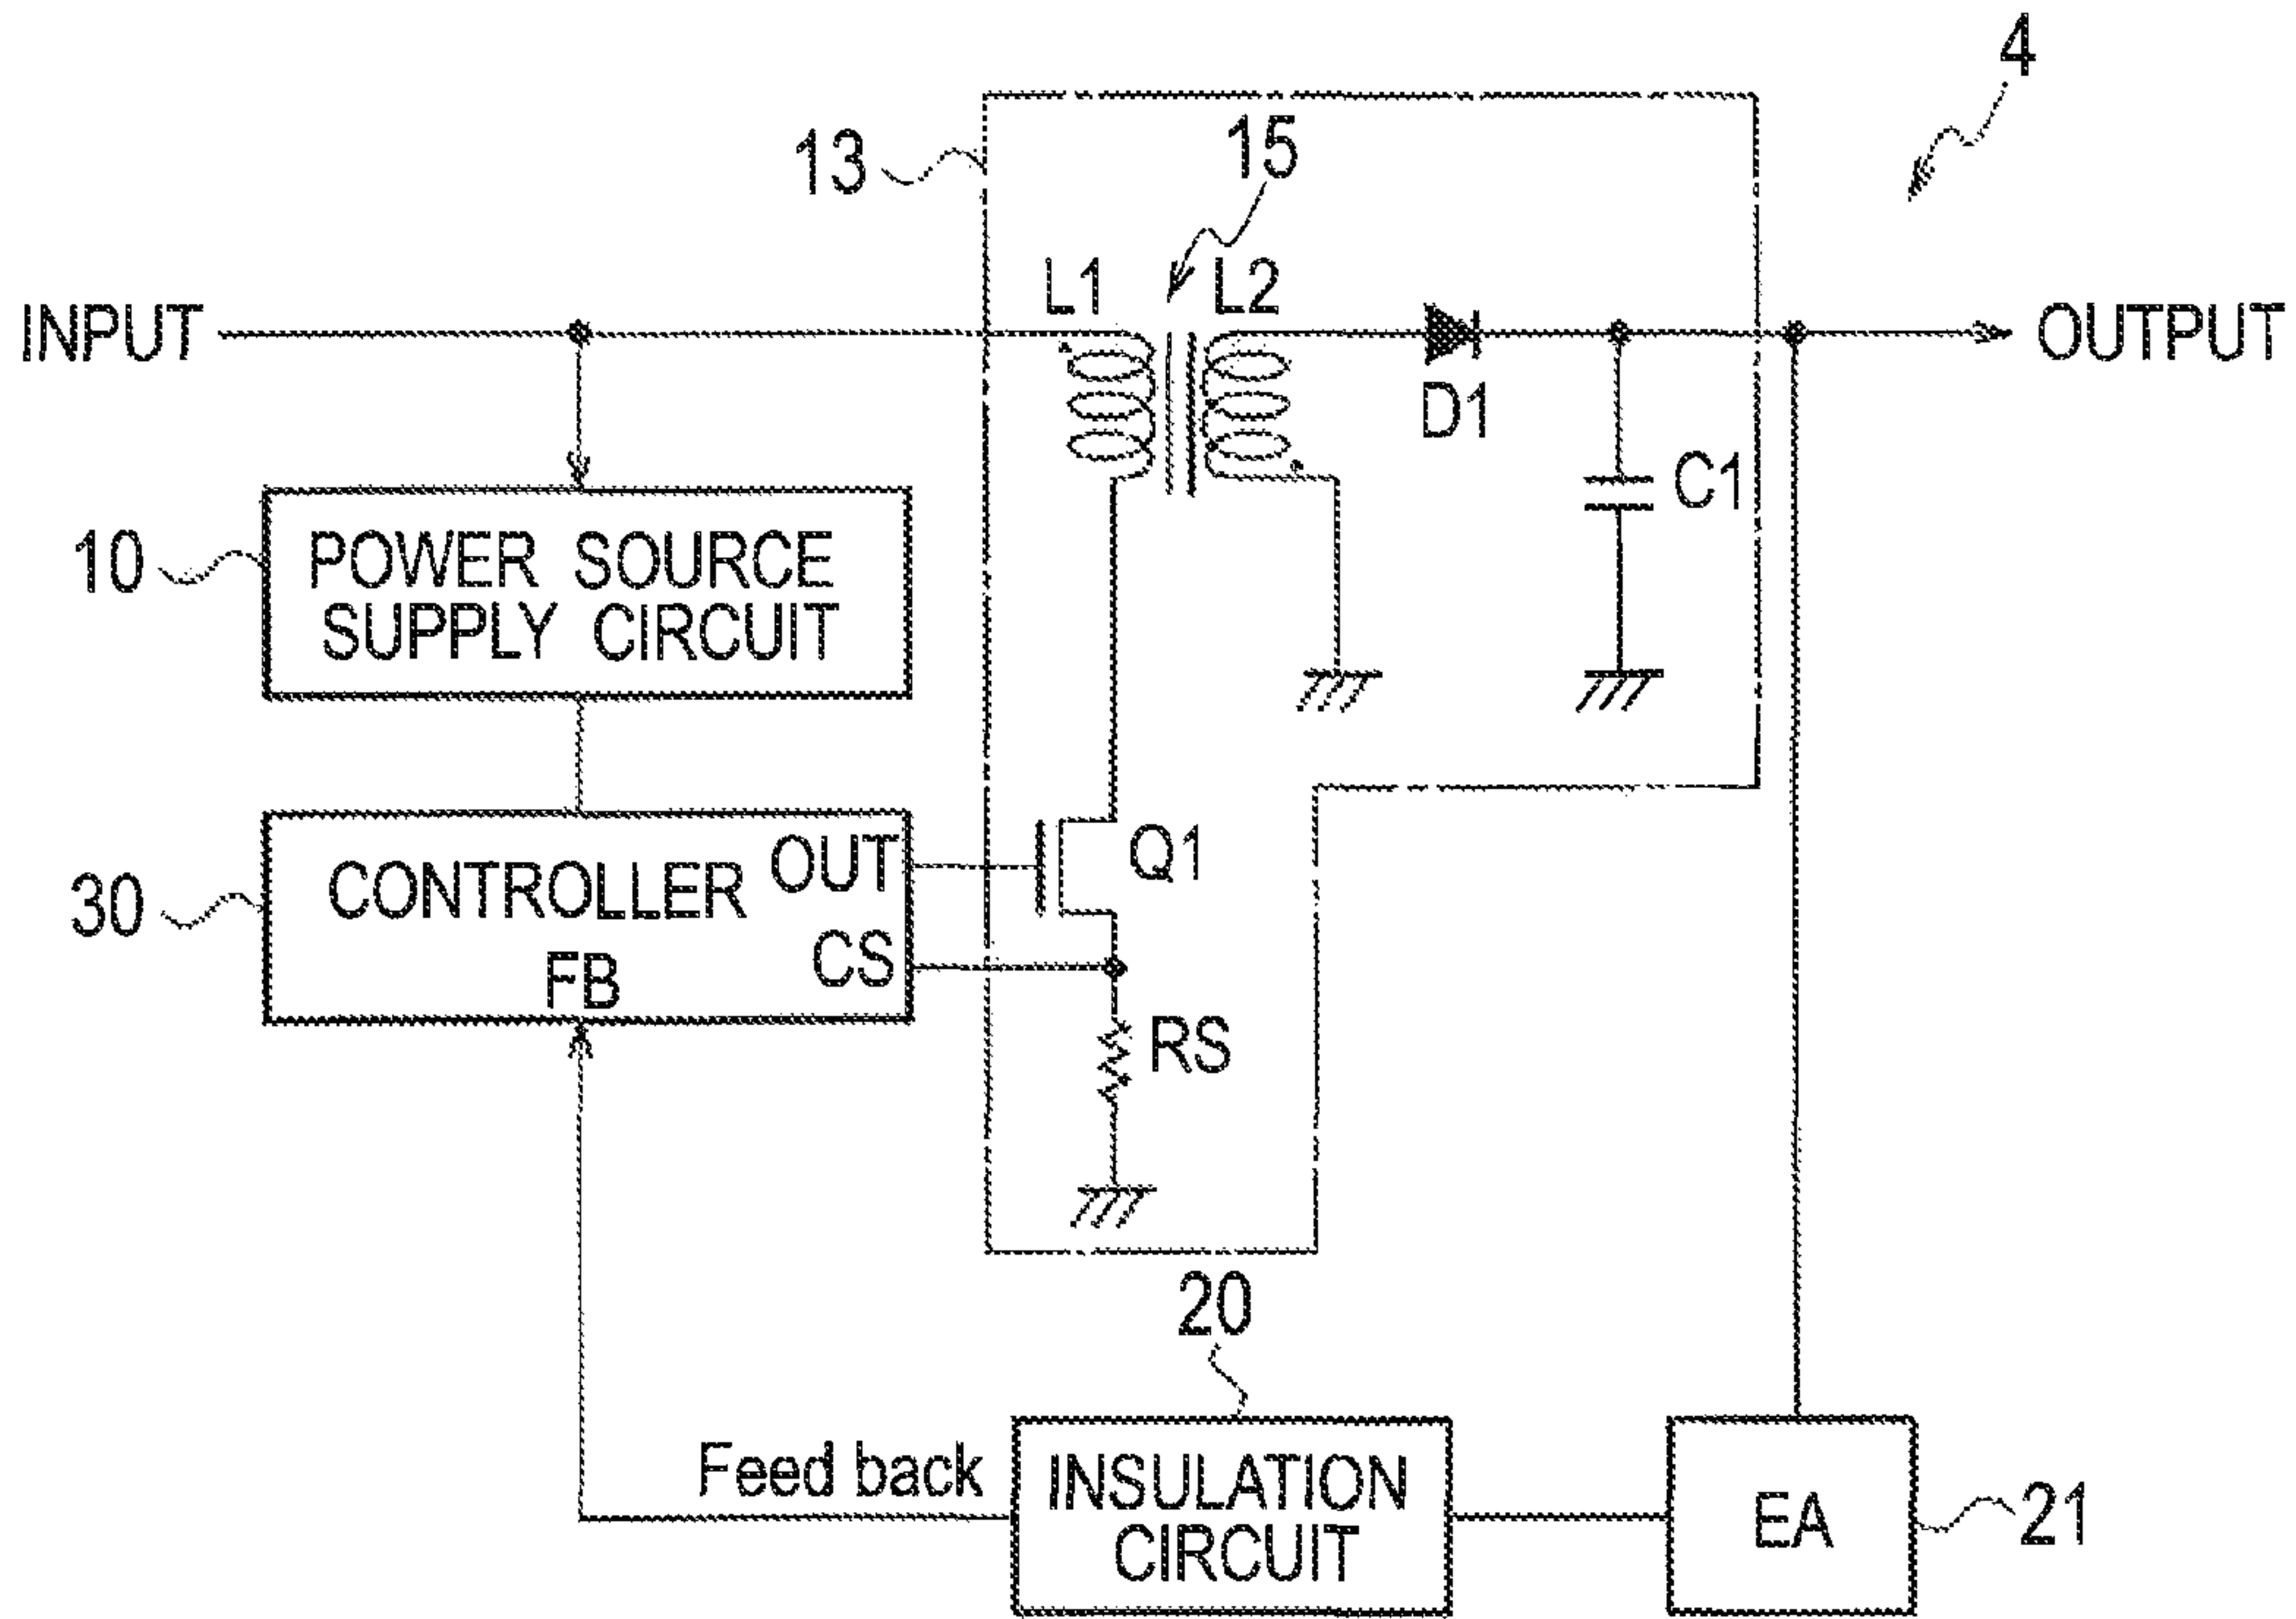 4
13
15
L1
L2
INPUT
OUTPUT
D1
C1
10
POWER SOURCE
SUPPLY CIRCUIT
OUT
Q1
30
CONTROLLER
CS
FB
RS
20
Feed back
INSULATION
CIRCUIT
EA
21